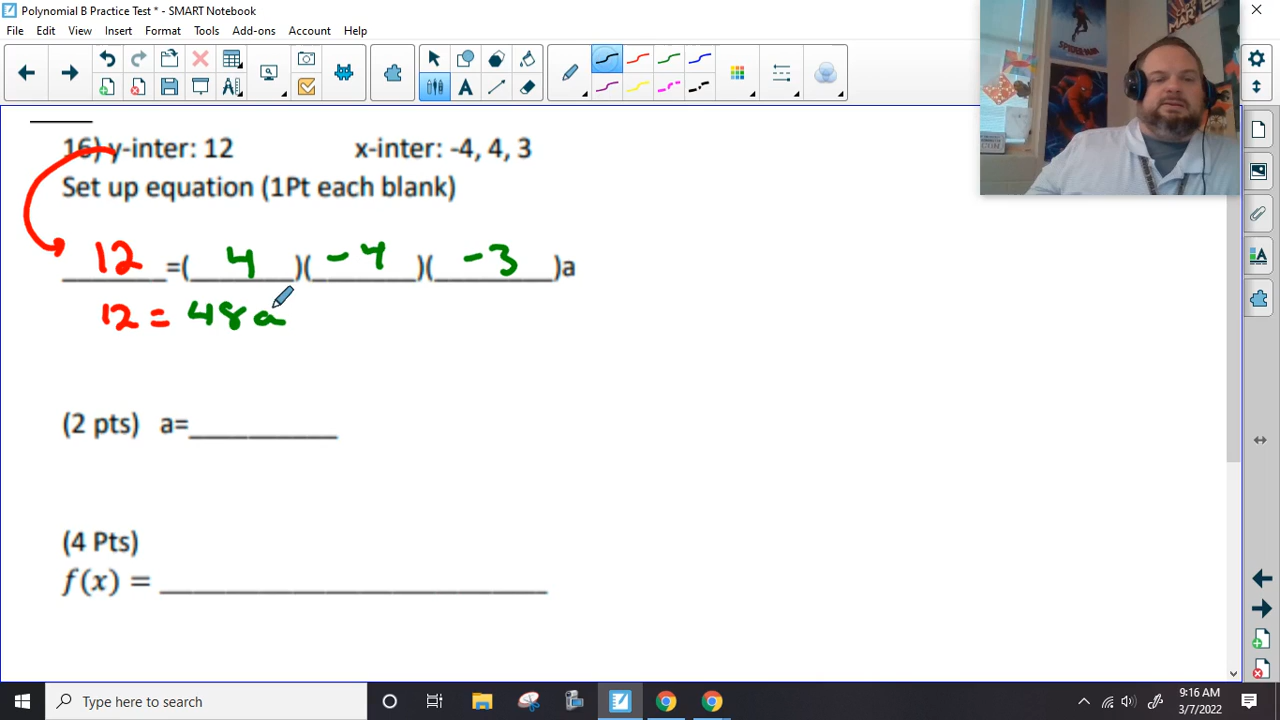 Polynomial B Practice Test * - SMART Notebook
File Edit View Insert Format Tools Add-ons Account Help
16) y-inter: 12 x-inter: -4, 4, 3
Set up equation (1Pt each blank)
12 =( 4 )( -4 )( -3 )a
12 = 48a
(2 pts) a=__________
(4 Pts)
f(x) = ________________________
Type here to search
9:16 AM
3/7/2022